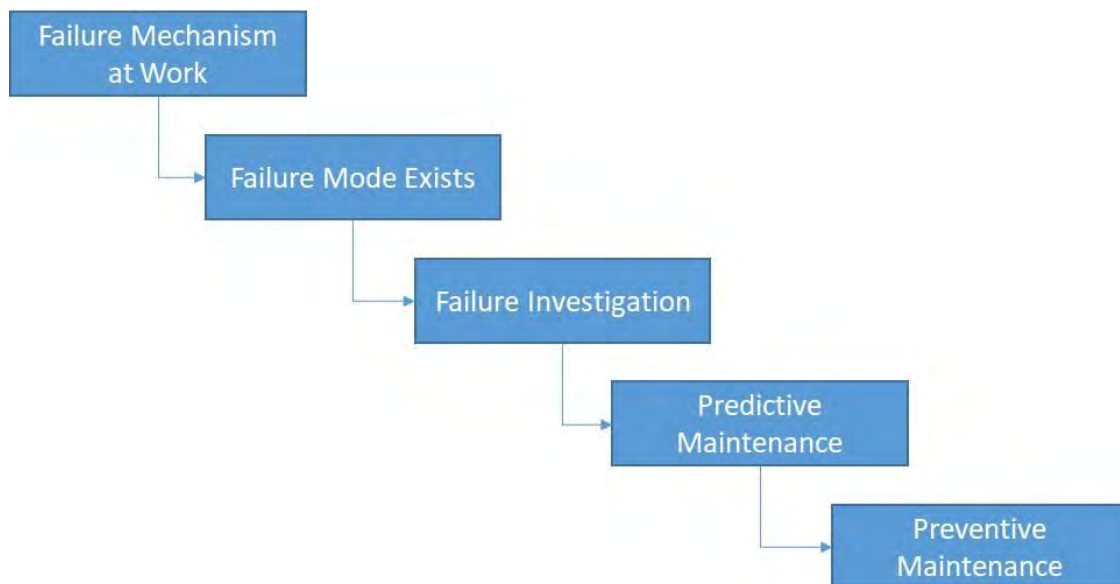 Failure Mechanism
at Work
Failure Mode Exists
Failure Investigation
Predictive
Maintenance
Preventive
Maintenance